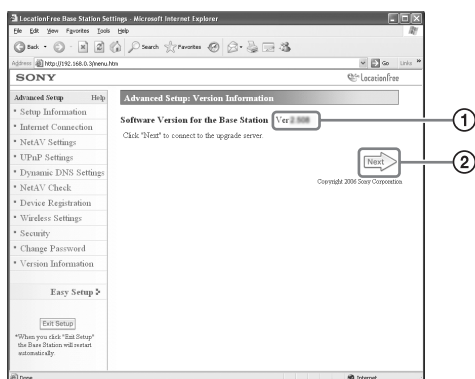 LocationFree Base Station Settings - Microsoft Internet Explorer
File Edit View Favorites Tools Help
Back Search Favorites
Address http://192.168.0.3/menu.htm Go Links »
SONY LocationFree
Advanced Setup Help
Advanced Setup: Version Information
• Setup Information
• Internet Connection
• NetAV Settings
• UPnP Settings
• Dynamic DNS Settings
• NetAV Check
• Device Registration
• Wireless Settings
• Security
• Change Password
• Version Information
Easy Setup
Exit Setup
*When you click "Exit Setup"
the Base Station will restart
automatically.
Software Version for the Base Station Ver
1
Click "Next" to connect to the upgrade server.
Next
2
Copyright 2006 Sony Corporation
Done Internet